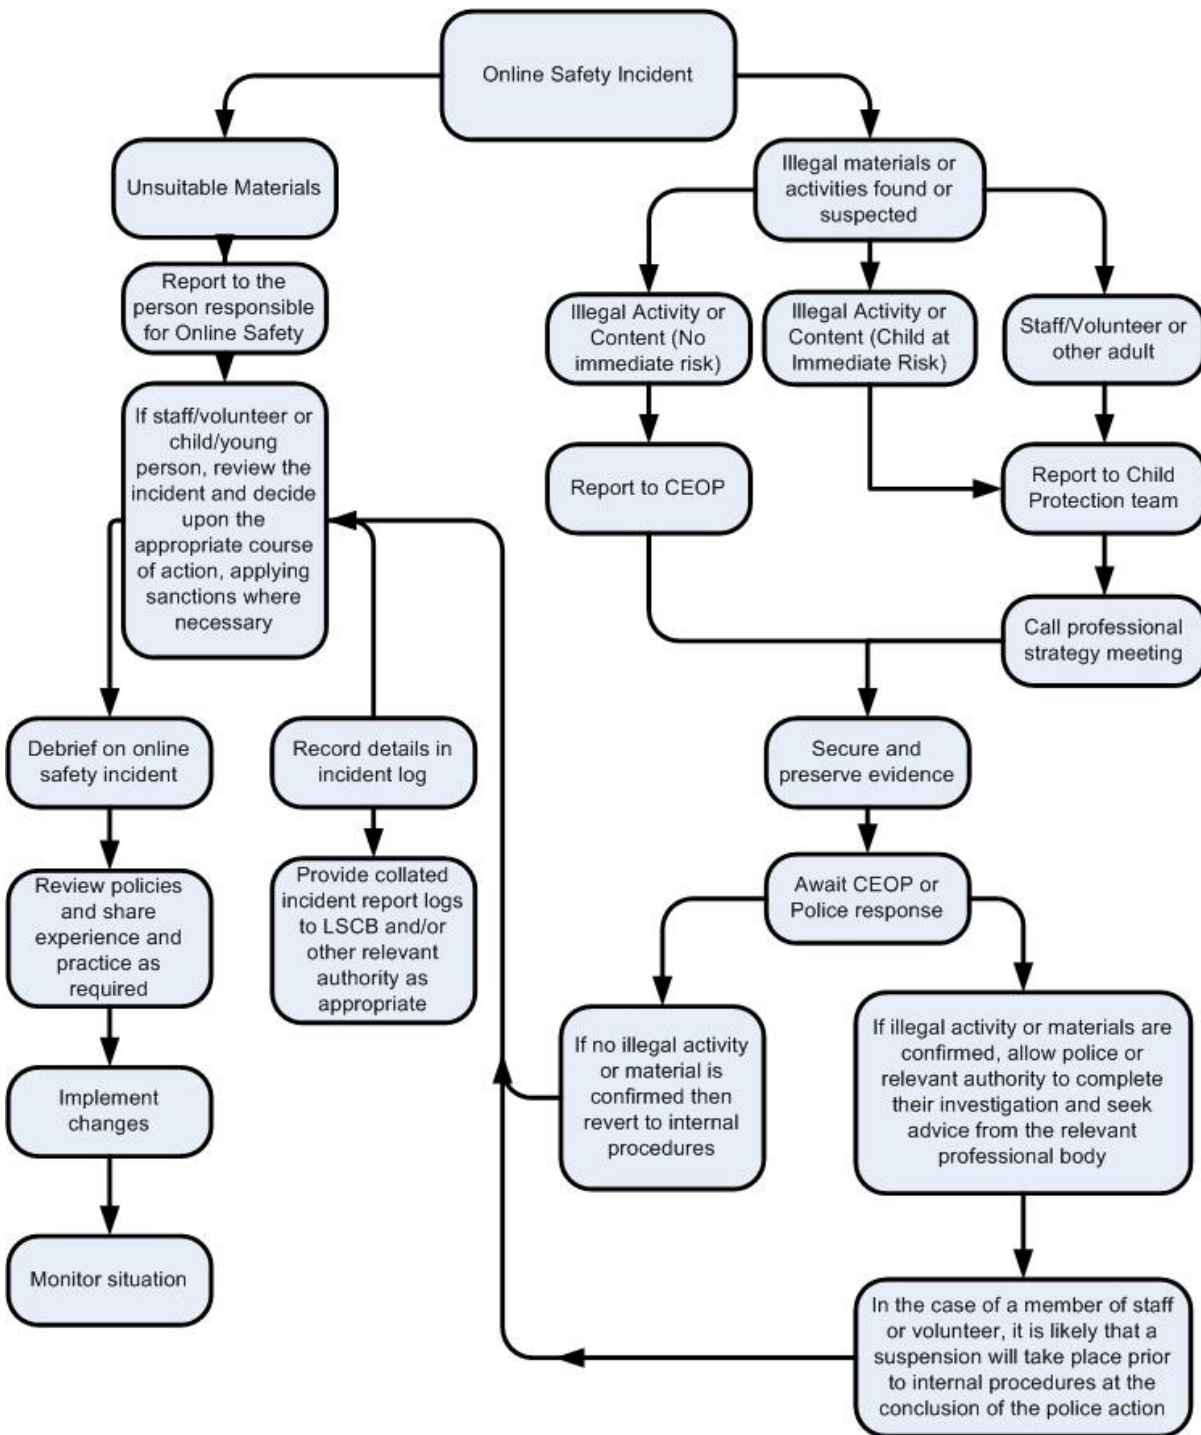 Online Safety Incident
Unsuitable Materials
Report to the
person responsible
for Online Safety
If staff/volunteer or
child/young
person, review the
incident and decide
upon the
appropriate course
of action, applying
sanctions where
necessary
Debrief on online
safety incident
Review policies
and share
experience and
practice as
required
Implement
changes
Monitor situation
Record details in
incident log
Provide collated
incident report logs
to LSCB and/or
other relevant
authority as
appropriate
Illegal materials or
activities found or
suspected
Illegal Activity or
Content (No
immediate risk)
Illegal Activity or
Content (Child at
Immediate Risk)
Staff/Volunteer or
other adult
Report to CEOP
Report to Child
Protection team
Call professional
strategy meeting
Secure and
preserve evidence
Await CEOP or
Police response
If no illegal activity
or material is
confirmed then
revert to internal
procedures
If illegal activity or materials are
confirmed, allow police or
relevant authority to complete
their investigation and seek
advice from the relevant
professional body
In the case of a member of staff
or volunteer, it is likely that a
suspension will take place prior
to internal procedures at the
conclusion of the police action